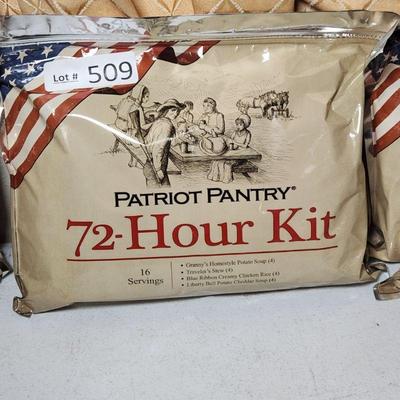 Lot # 509
PATRIOT PANTRY®
72-Hour Kit
16
Servings
• Granny's Homestyle Potato Soup (4)
• Traveler's Stew (4)
• Blue Ribbon Creamy Chicken Rice (4)
• Liberty Bell Potato Cheddar Soup (4)